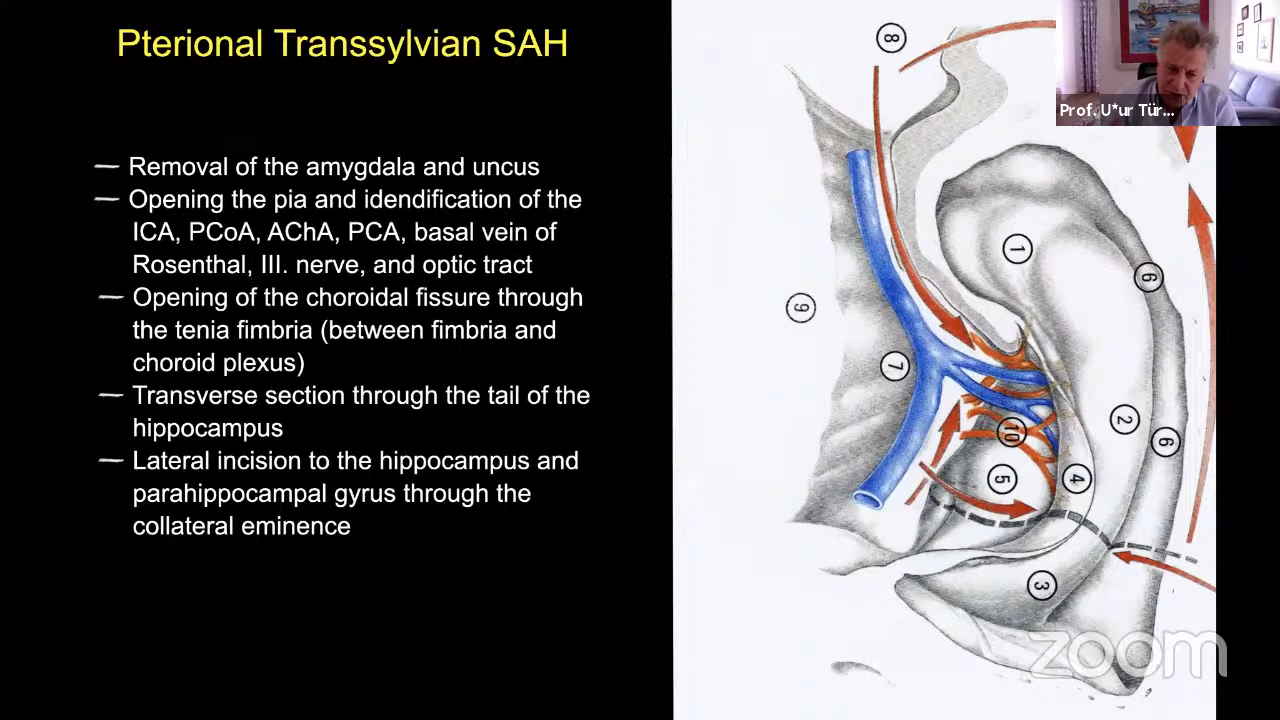 Pterional Transsylvian SAH
— Removal of the amygdala and uncus
— Opening the pia and idendification of the
ICA, PCoA, AChA, PCA, basal vein of
Rosenthal, III. nerve, and optic tract
— Opening of the choroidal fissure through
the tenia fimbria (between fimbria and
choroid plexus)
— Transverse section through the tail of the
hippocampus
— Lateral incision to the hippocampus and
parahippocampal gyrus through the
collateral eminence
8
Prof. U*ur Tür...
1
6
9
7
2
10
6
5
4
3
zoom